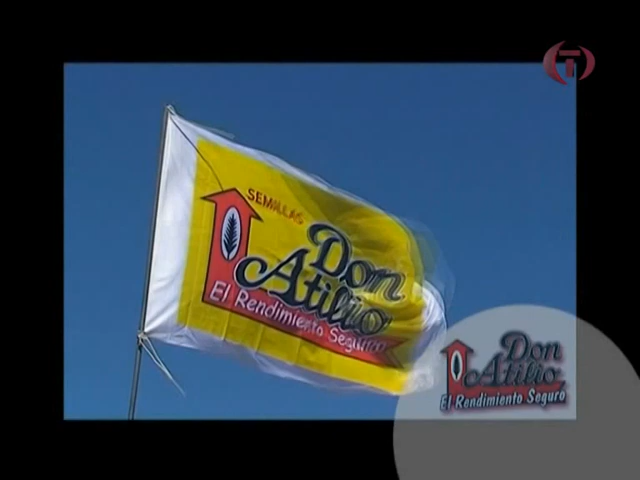 T
SEMILLAS
Don
Atilio
El Rendimiento Seguro
Don
Atilio
El Rendimiento Seguro